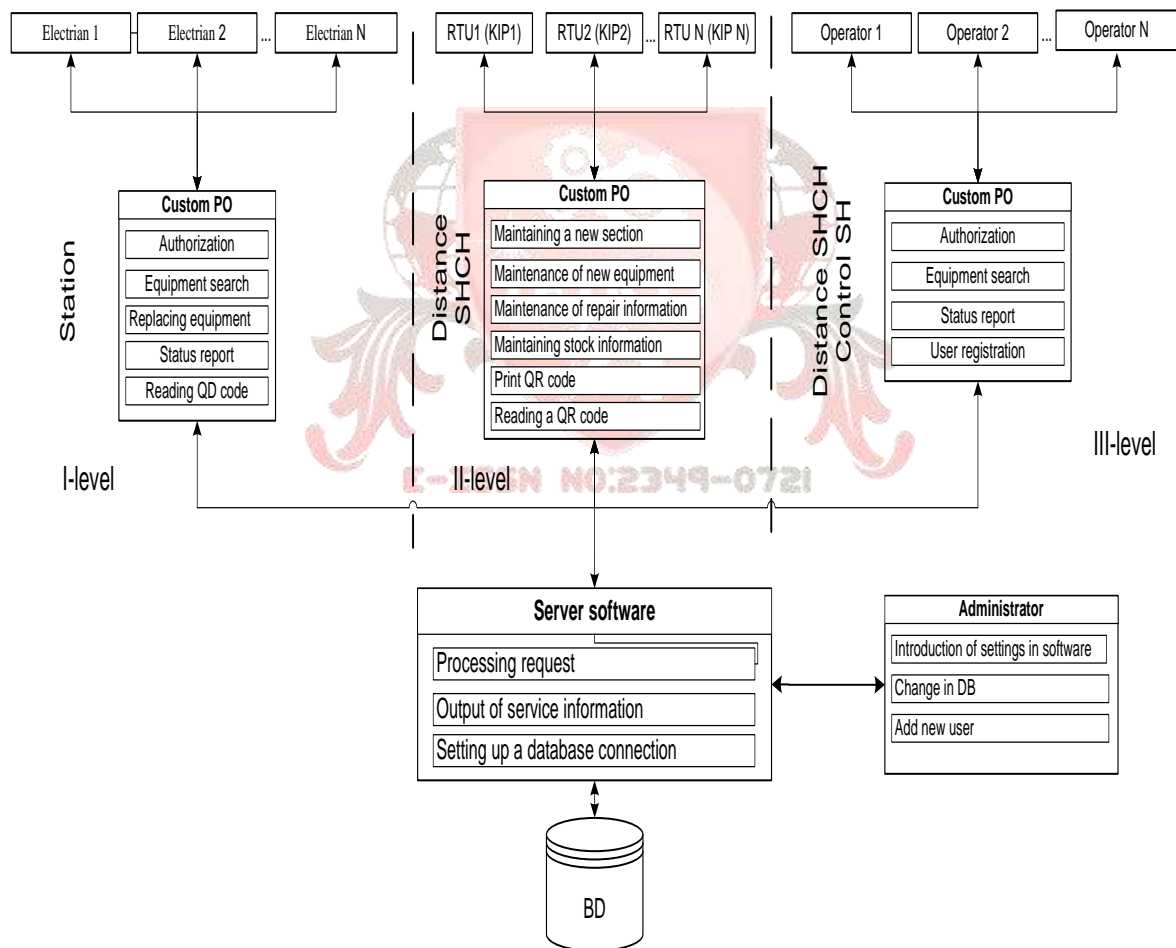 Electrian 1
Electrian 2
...
Electrian N
RTU1 (KIP1)
RTU2 (KIP2)
...
RTU N (KIP N)
Operator 1
Operator 2
...
Operator N
Station
Custom PO
Authorization
Equipment search
Replacing equipment
Status report
Reading QD code
I-level
Distance
SHCH
Custom PO
Maintaining a new section
Maintenance of new equipment
Maintenance of repair information
Maintaining stock information
Print QR code
Reading a QR code
II-level
Distance SHCH
Control SH
Custom PO
Authorization
Equipment search
Status report
User registration
III-level
E-ISSN NO:2349-0721
Server software
Processing request
Output of service information
Setting up a database connection
Administrator
Introduction of settings in software
Change in DB
Add new user
BD